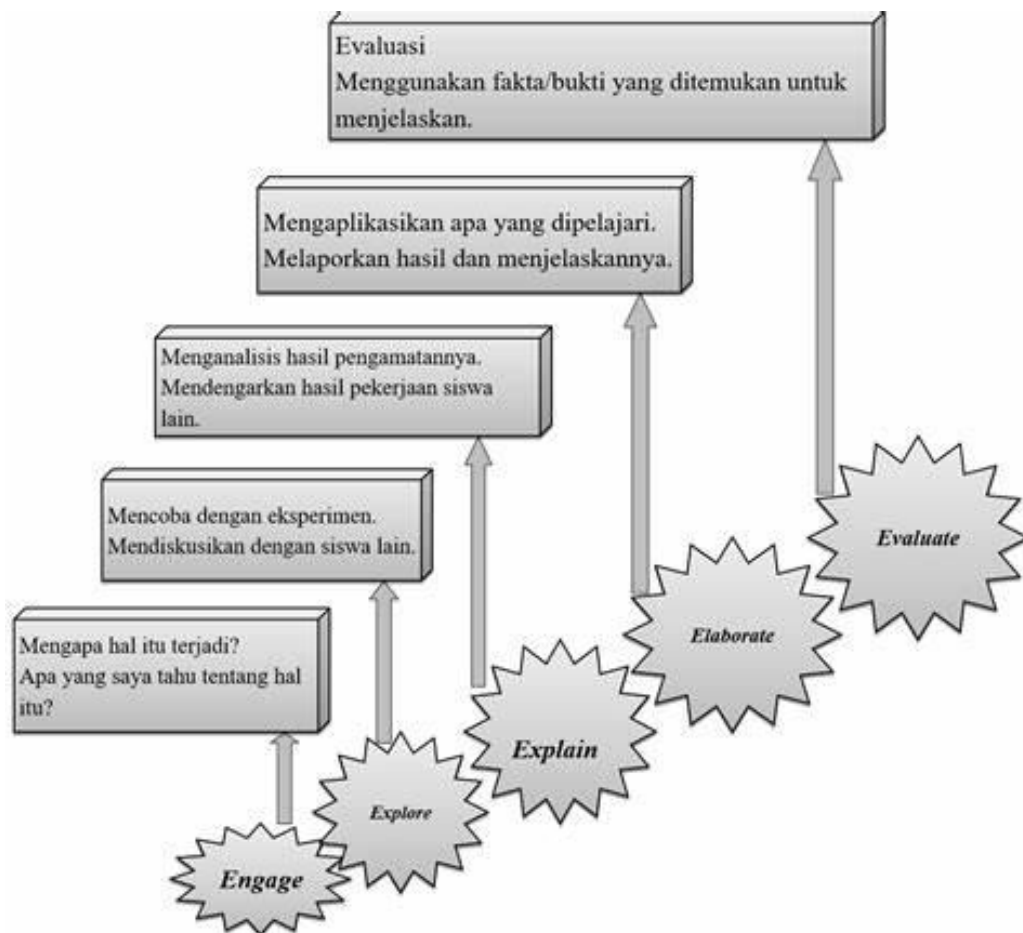 Evaluasi
Menggunakan fakta/bukti yang ditemukan untuk
menjelaskan.
Mengaplikasikan apa yang dipelajari.
Melaporkan hasil dan menjelaskannya.
Menganalisis hasil pengamatannya.
Mendengarkan hasil pekerjaan siswa
lain.
Mencoba dengan eksperimen.
Mendiskusikan dengan siswa lain.
Mengapa hal itu terjadi?
Apa yang saya tahu tentang hal
itu?
Evaluate
Elaborate
Explain
Explore
Engage